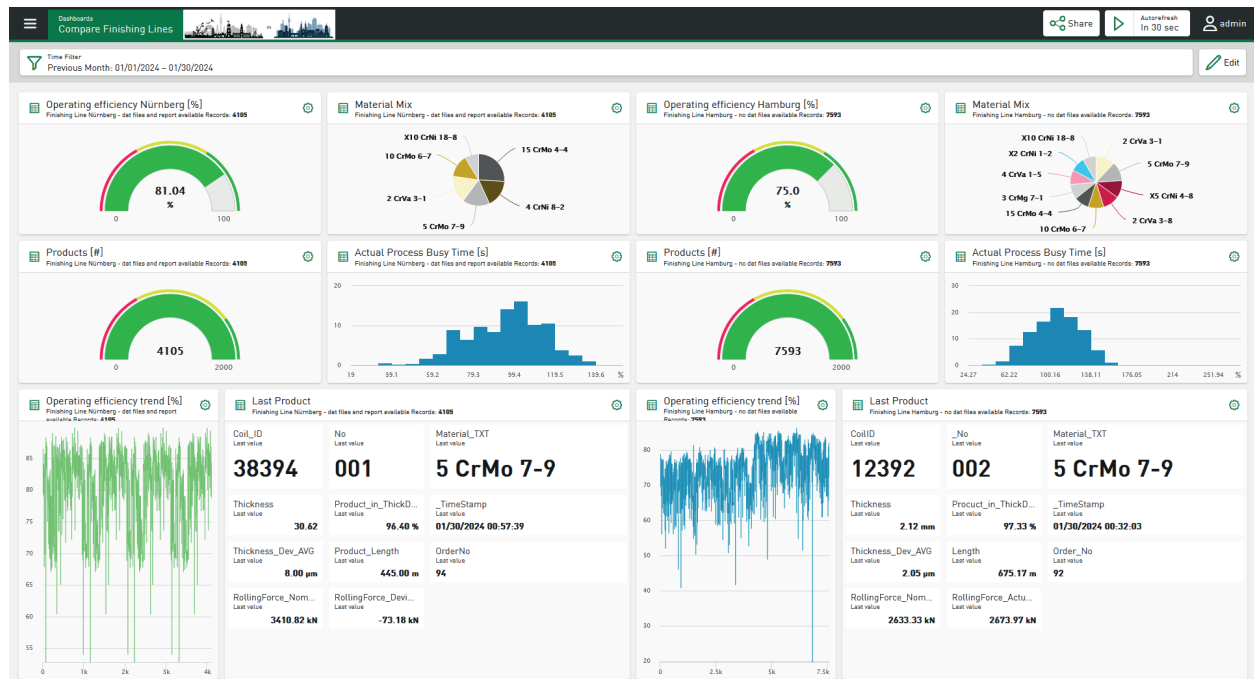 Dashboards
Compare Finishing Lines
vs
Share
Autorefresh
In 30 sec
admin
Time Filter
Previous Month: 01/01/2024 – 01/30/2024
Edit
Operating efficiency Nürnberg [%]
Finishing Line Nürnberg - dat files and report available Records: 4105
81.04
%
0
100
Material Mix
Finishing Line Nürnberg - dat files and report available Records: 4105
X10 CrNi 18-8
15 CrMo 4-4
10 CrMo 6-7
2 CrVa 3-1
4 CrNi 8-2
5 CrMo 7-9
Operating efficiency Hamburg [%]
Finishing Line Hamburg - no dat files available Records: 7593
75.0
%
0
100
Material Mix
Finishing Line Hamburg - no dat files available Records: 7593
X10 CrNi 18-8
2 CrVa 3-1
X2 CrNi 1-2
5 CrMo 7-9
4 CrVa 1-5
3 CrMg 7-1
X5 CrNi 4-8
15 CrMo 4-4
2 CrVa 3-8
10 CrMo 6-7
Products [#]
Finishing Line Nürnberg - dat files and report available Records: 4105
4105
0
2000
Actual Process Busy Time [s]
Finishing Line Nürnberg - dat files and report available Records: 4105
20
10
0
19 39.1 59.2 79.3 99.4 119.5 139.6 %
Products [#]
Finishing Line Hamburg - no dat files available Records: 7593
7593
0
2000
Actual Process Busy Time [s]
Finishing Line Hamburg - no dat files available Records: 7593
30
20
10
0
24.27 62.22 100.16 138.11 176.05 214 251.94 %
Operating efficiency trend [%]
Finishing Line Nürnberg - dat files and report
available Records: 4105
85
80
75
70
65
60
55
0 1k 2k 3k 4k
Last Product
Finishing Line Nürnberg - dat files and report available Records: 4105
Coil_ID
Last value
38394
No
Last value
001
Material_TXT
Last value
5 CrMo 7-9
Thickness
Last value
30.62
Product_in_ThickD...
Last value
96.40 %
_TimeStamp
Last value
01/30/2024 00:57:39
Thickness_Dev_AVG
Last value
8.00 µm
Product_Length
Last value
445.00 m
OrderNo
Last value
94
RollingForce_Nom...
Last value
3410.82 kN
RollingForce_Devi...
Last value
-73.18 kN
Operating efficiency trend [%]
Finishing Line Hamburg - no dat files available
Records: 7593
80
70
60
50
40
30
20
0 2.5k 5k 7.5k
Last Product
Finishing Line Hamburg - no dat files available Records: 7593
CoilID
Last value
12392
_No
Last value
002
Material_TXT
Last value
5 CrMo 7-9
Thickness
Last value
2.12 mm
Procuct_in_ThickD...
Last value
97.33 %
_TimeStamp
Last value
01/30/2024 00:32:03
Thickness_Dev_AVG
Last value
2.05 µm
Length
Last value
675.17 m
Order_No
Last value
92
RollingForce_Nom...
Last value
2633.33 kN
RollingForce_Actu...
Last value
2673.97 kN